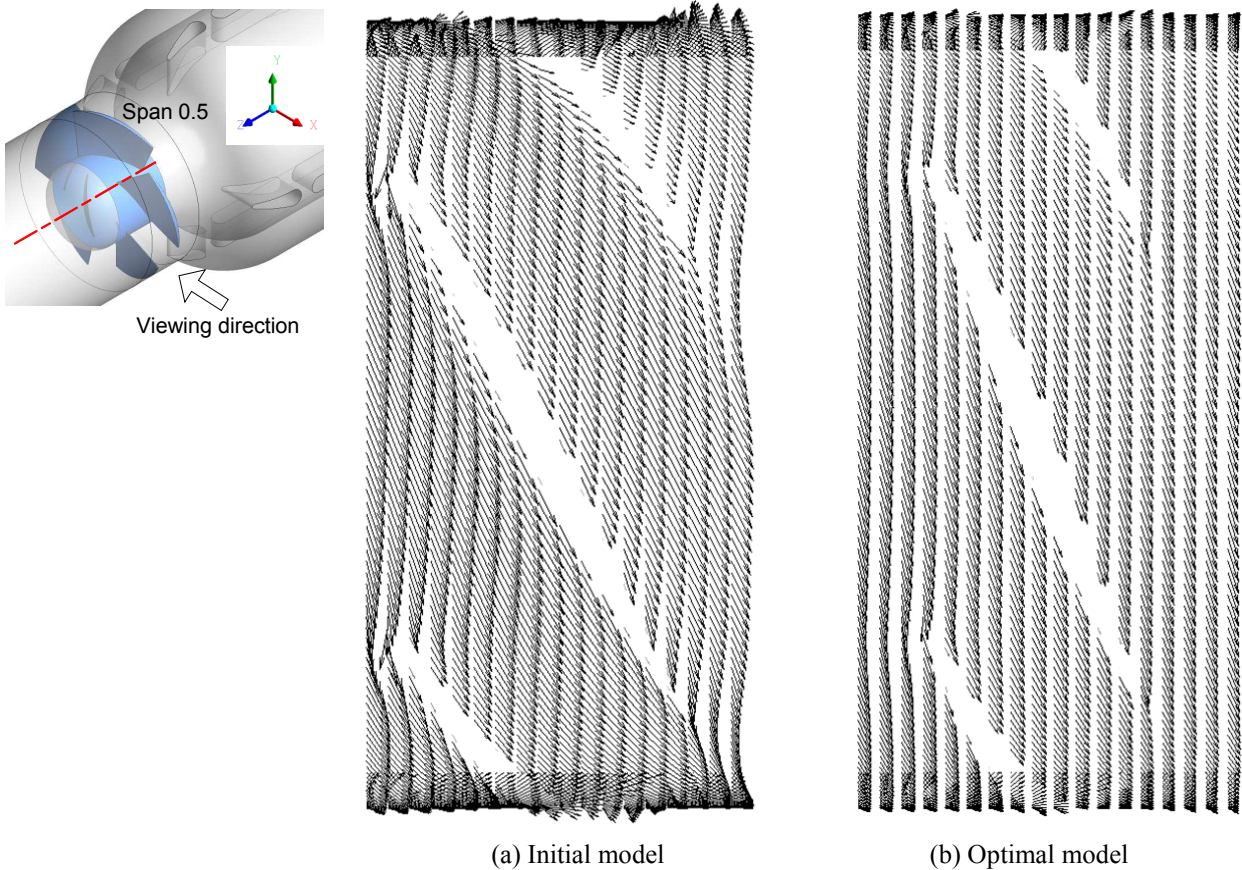 Span 0.5
Y
Z
X
Viewing direction
(a) Initial model
(b) Optimal model